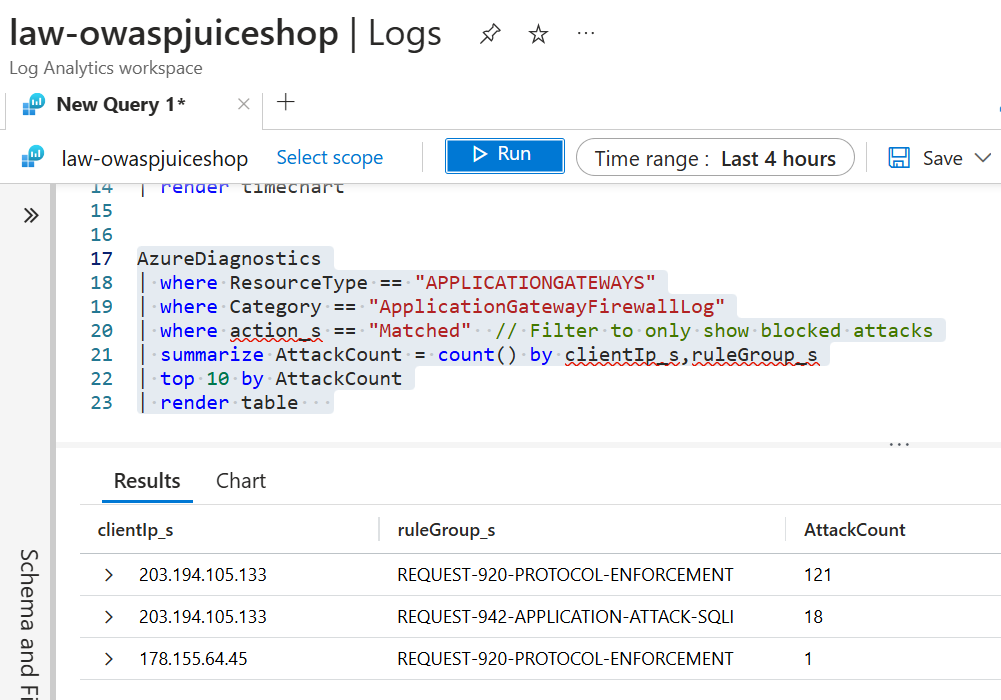 law-owaspjuiceshop | Logs ...
Log Analytics workspace
New Query 1* × +
law-owaspjuiceshop Select scope Run Time range : Last 4 hours Save
14 | render timechart
15
16
17 AzureDiagnostics
18 | where ResourceType == "APPLICATIONGATEWAYS"
19 | where Category == "ApplicationGatewayFirewallLog"
20 | where action_s == "Matched"  // Filter to only show blocked attacks
21 | summarize AttackCount = count() by clientIp_s,ruleGroup_s
22 | top 10 by AttackCount
23 | render table
...
Results Chart
clientIp_s ruleGroup_s AttackCount
203.194.105.133 REQUEST-920-PROTOCOL-ENFORCEMENT 121
203.194.105.133 REQUEST-942-APPLICATION-ATTACK-SQLI 18
178.155.64.45 REQUEST-920-PROTOCOL-ENFORCEMENT 1
Schema and Fi